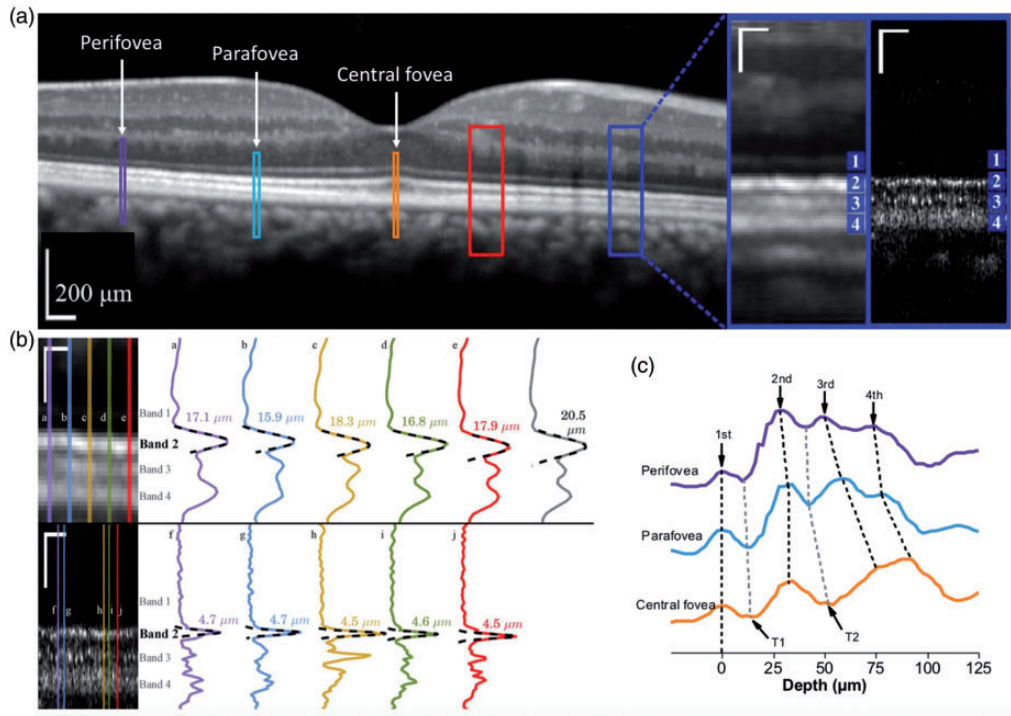 (a)
Perifovea
Parafovea
Central fovea
200 µm
1
2
3
4
1
2
3
4
(b)
a b c d e
a b c d e
Band 1
Band 2
Band 3
Band 4
17.1 µm
15.9 µm
18.3 µm
16.8 µm
17.9 µm
20.5
µm
f g h i j
f g h i j
Band 1
Band 2
Band 3
Band 4
4.7 µm
4.7 µm
4.5 µm
4.6 µm
4.5 µm
(c)
1st
2nd
3rd
4th
Perifovea
Parafovea
Central fovea
T1
T2
0 25 50 75 100 125
Depth (µm)